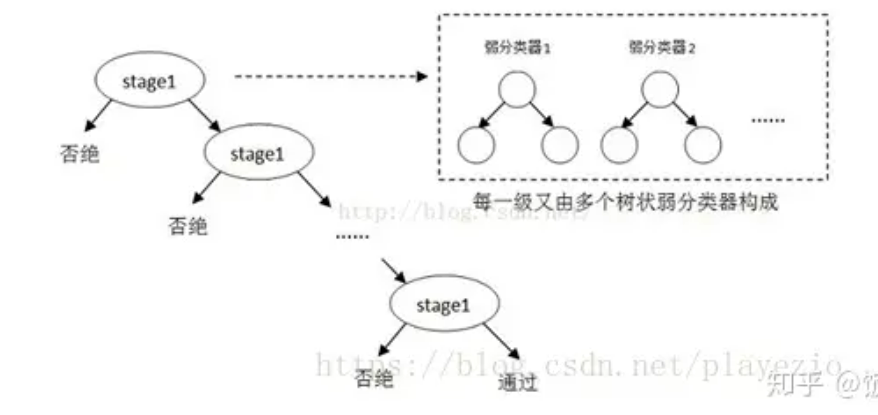 弱分类器1
弱分类器2
stage1
......
否绝
stage1
每一级又由多个树状弱分类器构成
http://blog.csdn.net/
否绝
......
stage1
https://blog.csdn.net/playezio
否绝
通过
知乎 @饭